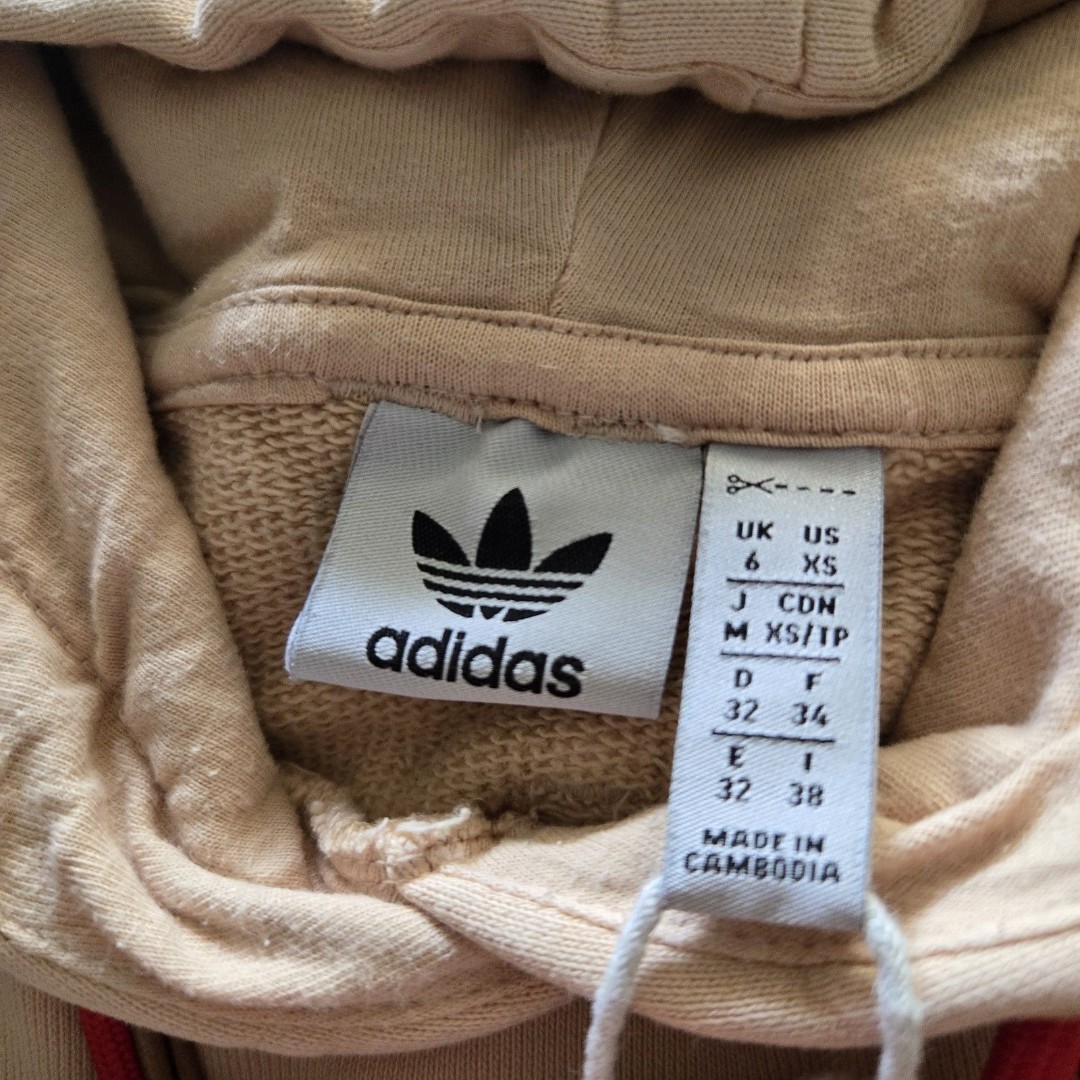 adidas
UK US
6 XS
J CDN
M XS/TP
D F
32 34
E I
32 38
MADE IN
CAMBODIA